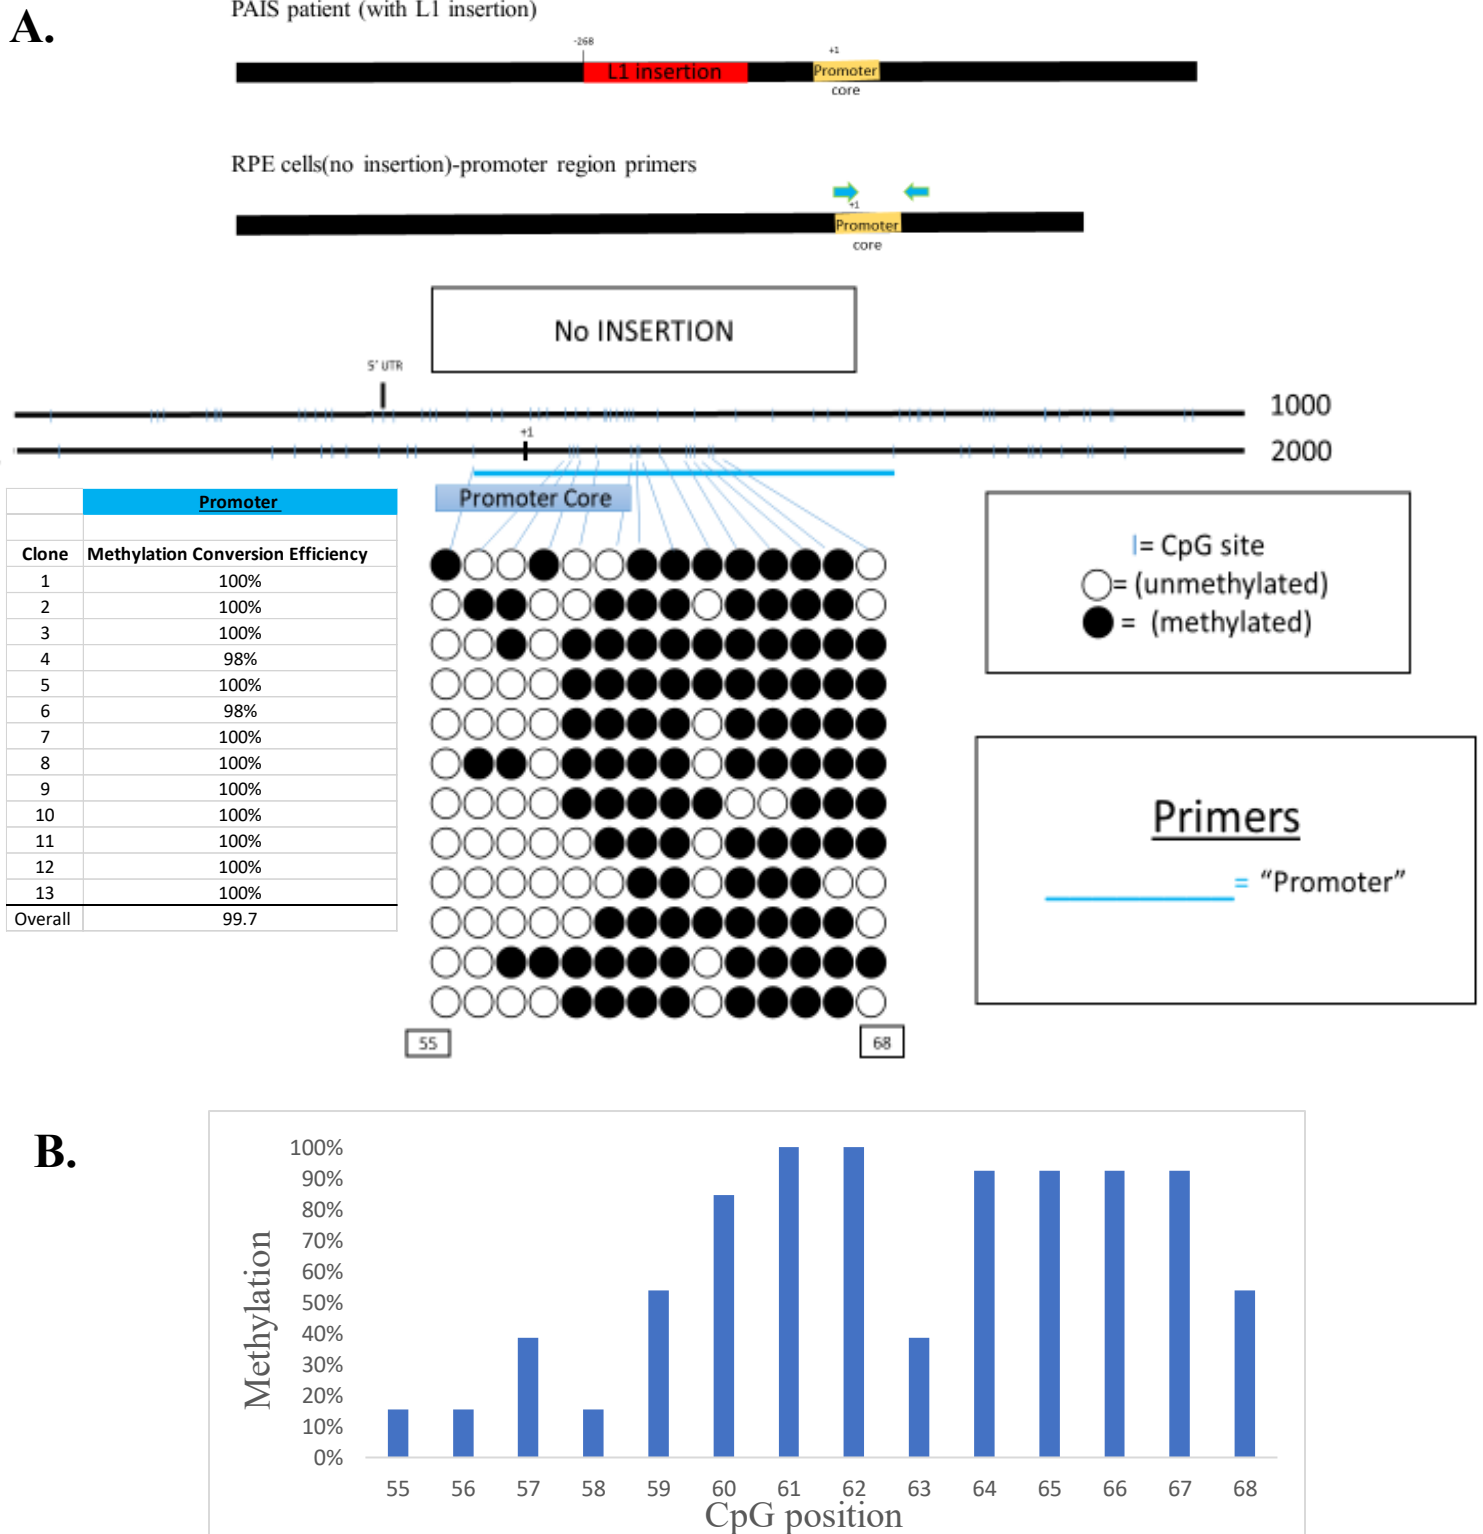 A.
PAIS patient (with L1 insertion)
-268
+1
L1 insertion
Promoter
core
RPE cells(no insertion)-promoter region primers
+1
Promoter
core
No INSERTION
5' UTR
1000
+1
2000
Promoter Core
Promoter
Clone Methylation Conversion Efficiency
1 100%
2 100%
3 100%
4 98%
5 100%
6 98%
7 100%
8 100%
9 100%
10 100%
11 100%
12 100%
13 100%
Overall 99.7
I= CpG site
= (unmethylated)
= (methylated)
Primers
= “Promoter”
55
68
B.
100%
90%
80%
70%
60%
50%
40%
30%
20%
10%
0%
Methylation
55 56 57 58 59 60 61 62 63 64 65 66 67 68
CpG position